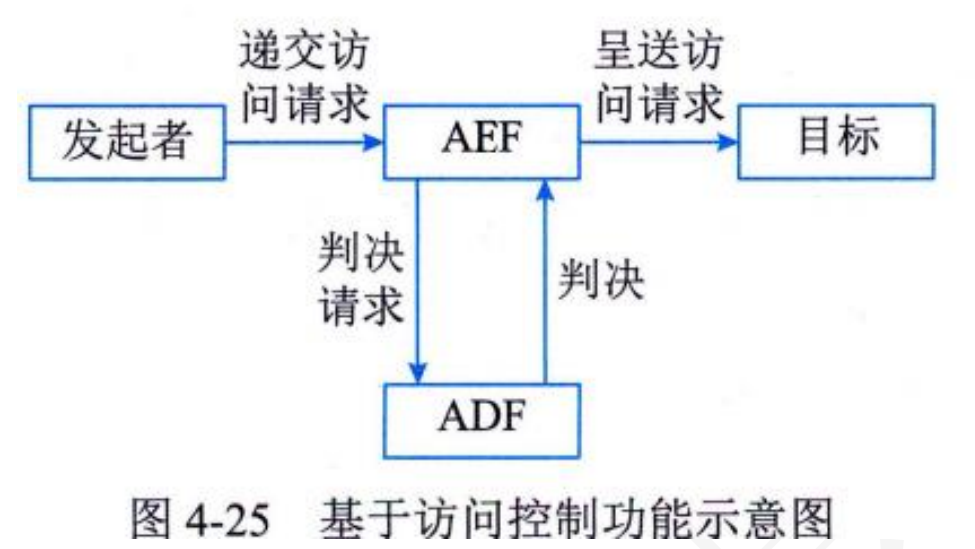 递交访
问请求
呈送访
问请求
发起者
AEF
目标
判决
请求
判决
ADF
图 4-25 基于访问控制功能示意图